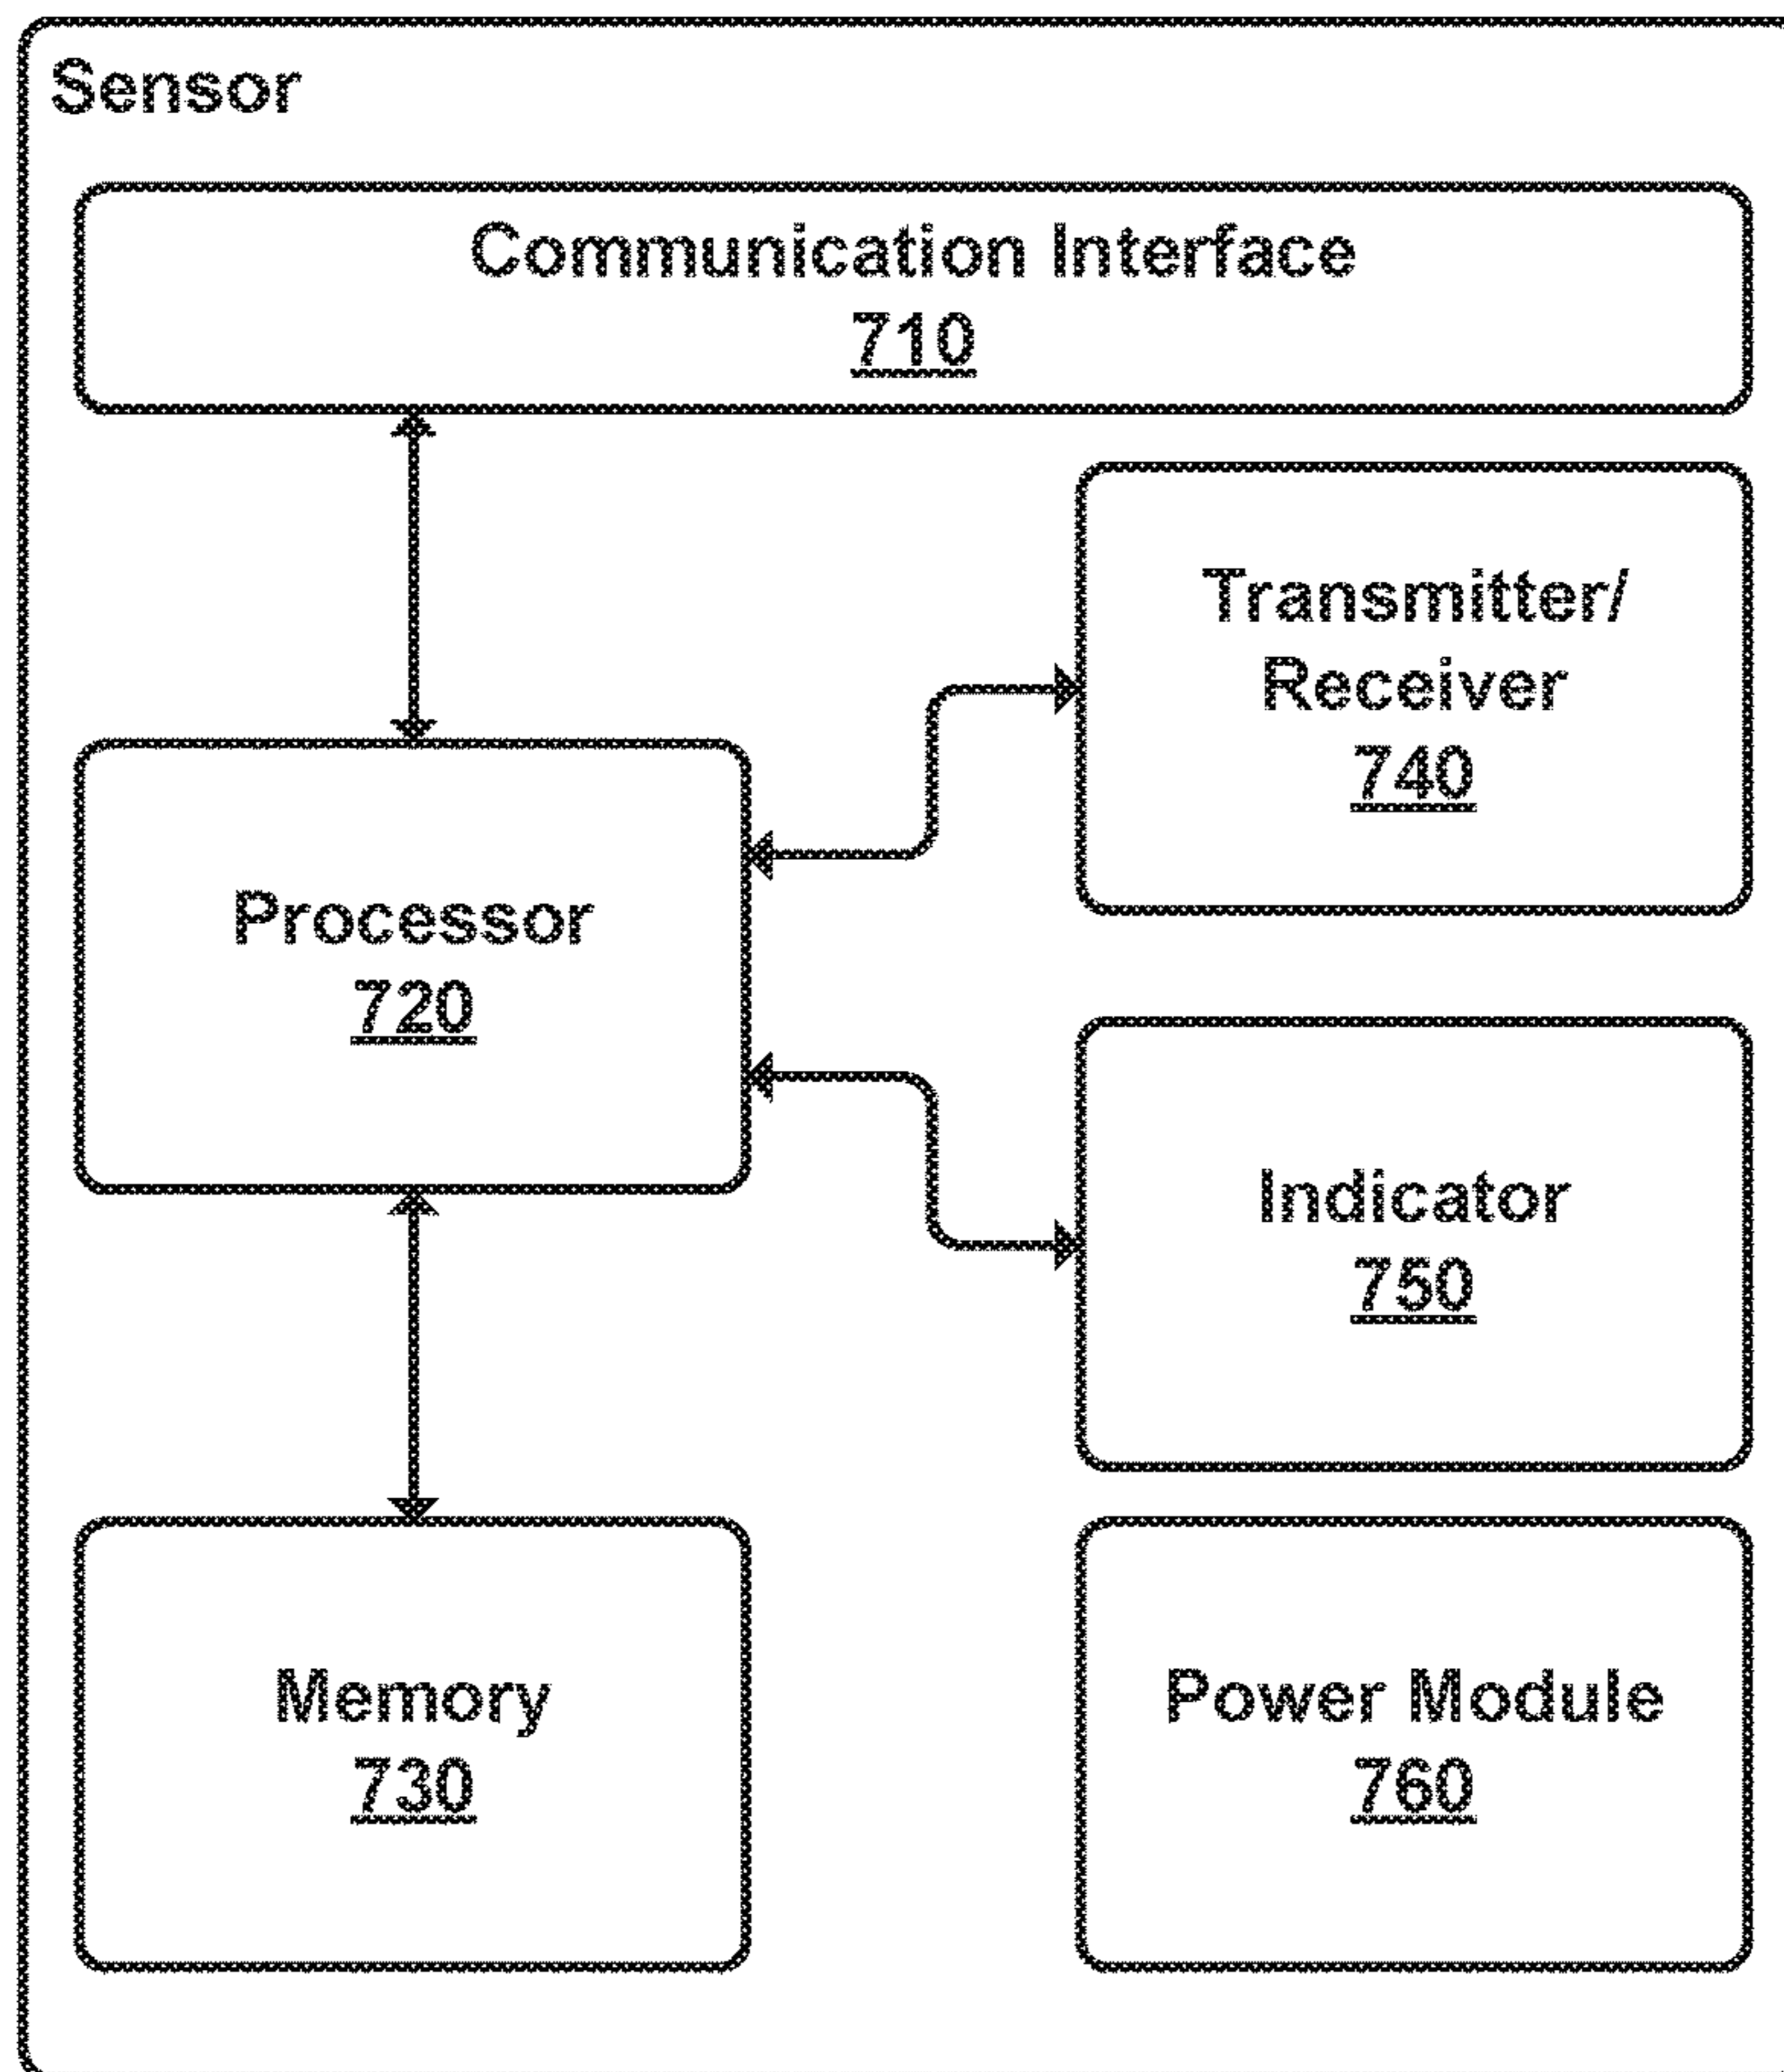 Sensor
Communication Interface
710
Transmitter/
Receiver
740
Processor
720
Indicator
750
Memory
730
Power Module
760